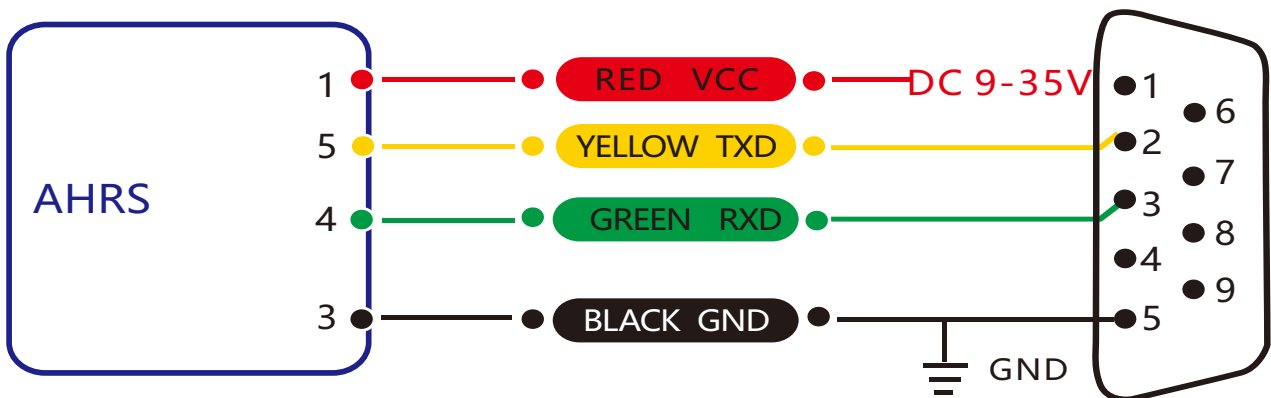 1 RED VCC DC 9-35V 1
6
5 YELLOW TXD 2
7
AHRS
4 GREEN RXD 3
8
4
9
3 BLACK GND 5
GND